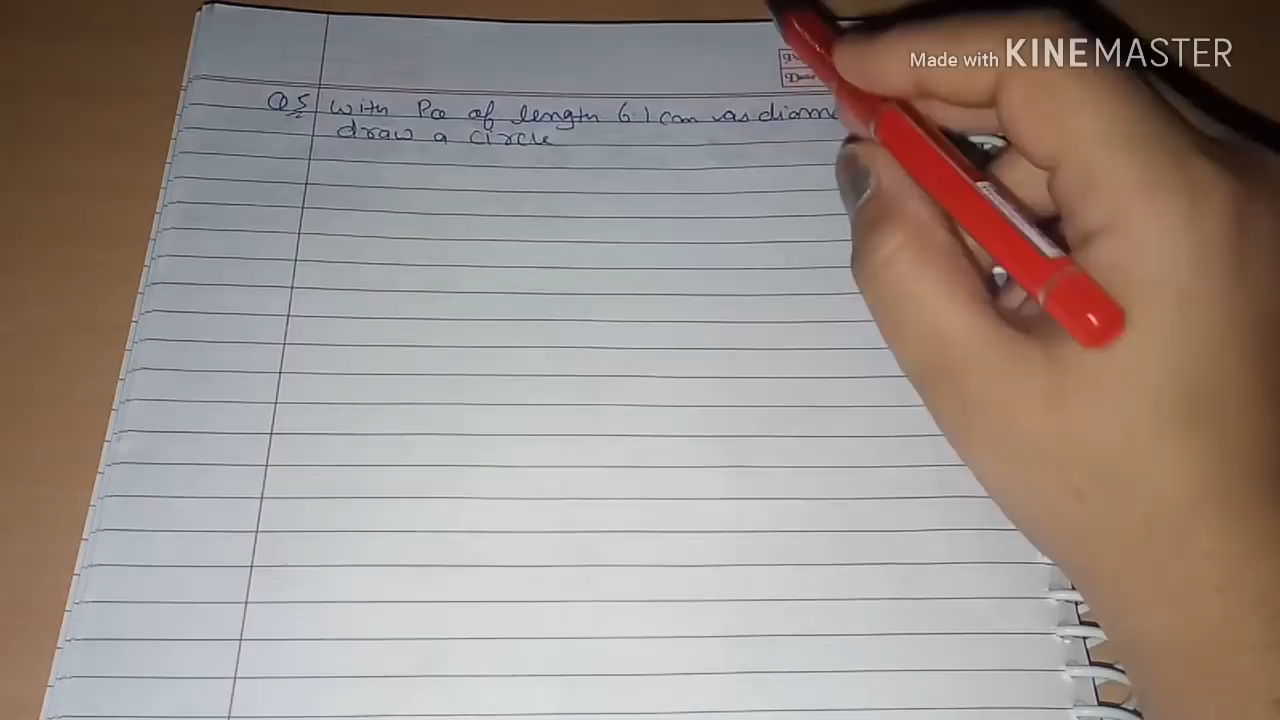 Made with KINEMASTER
Q5 With PQ of length 6.1 cm as diame
draw a circle